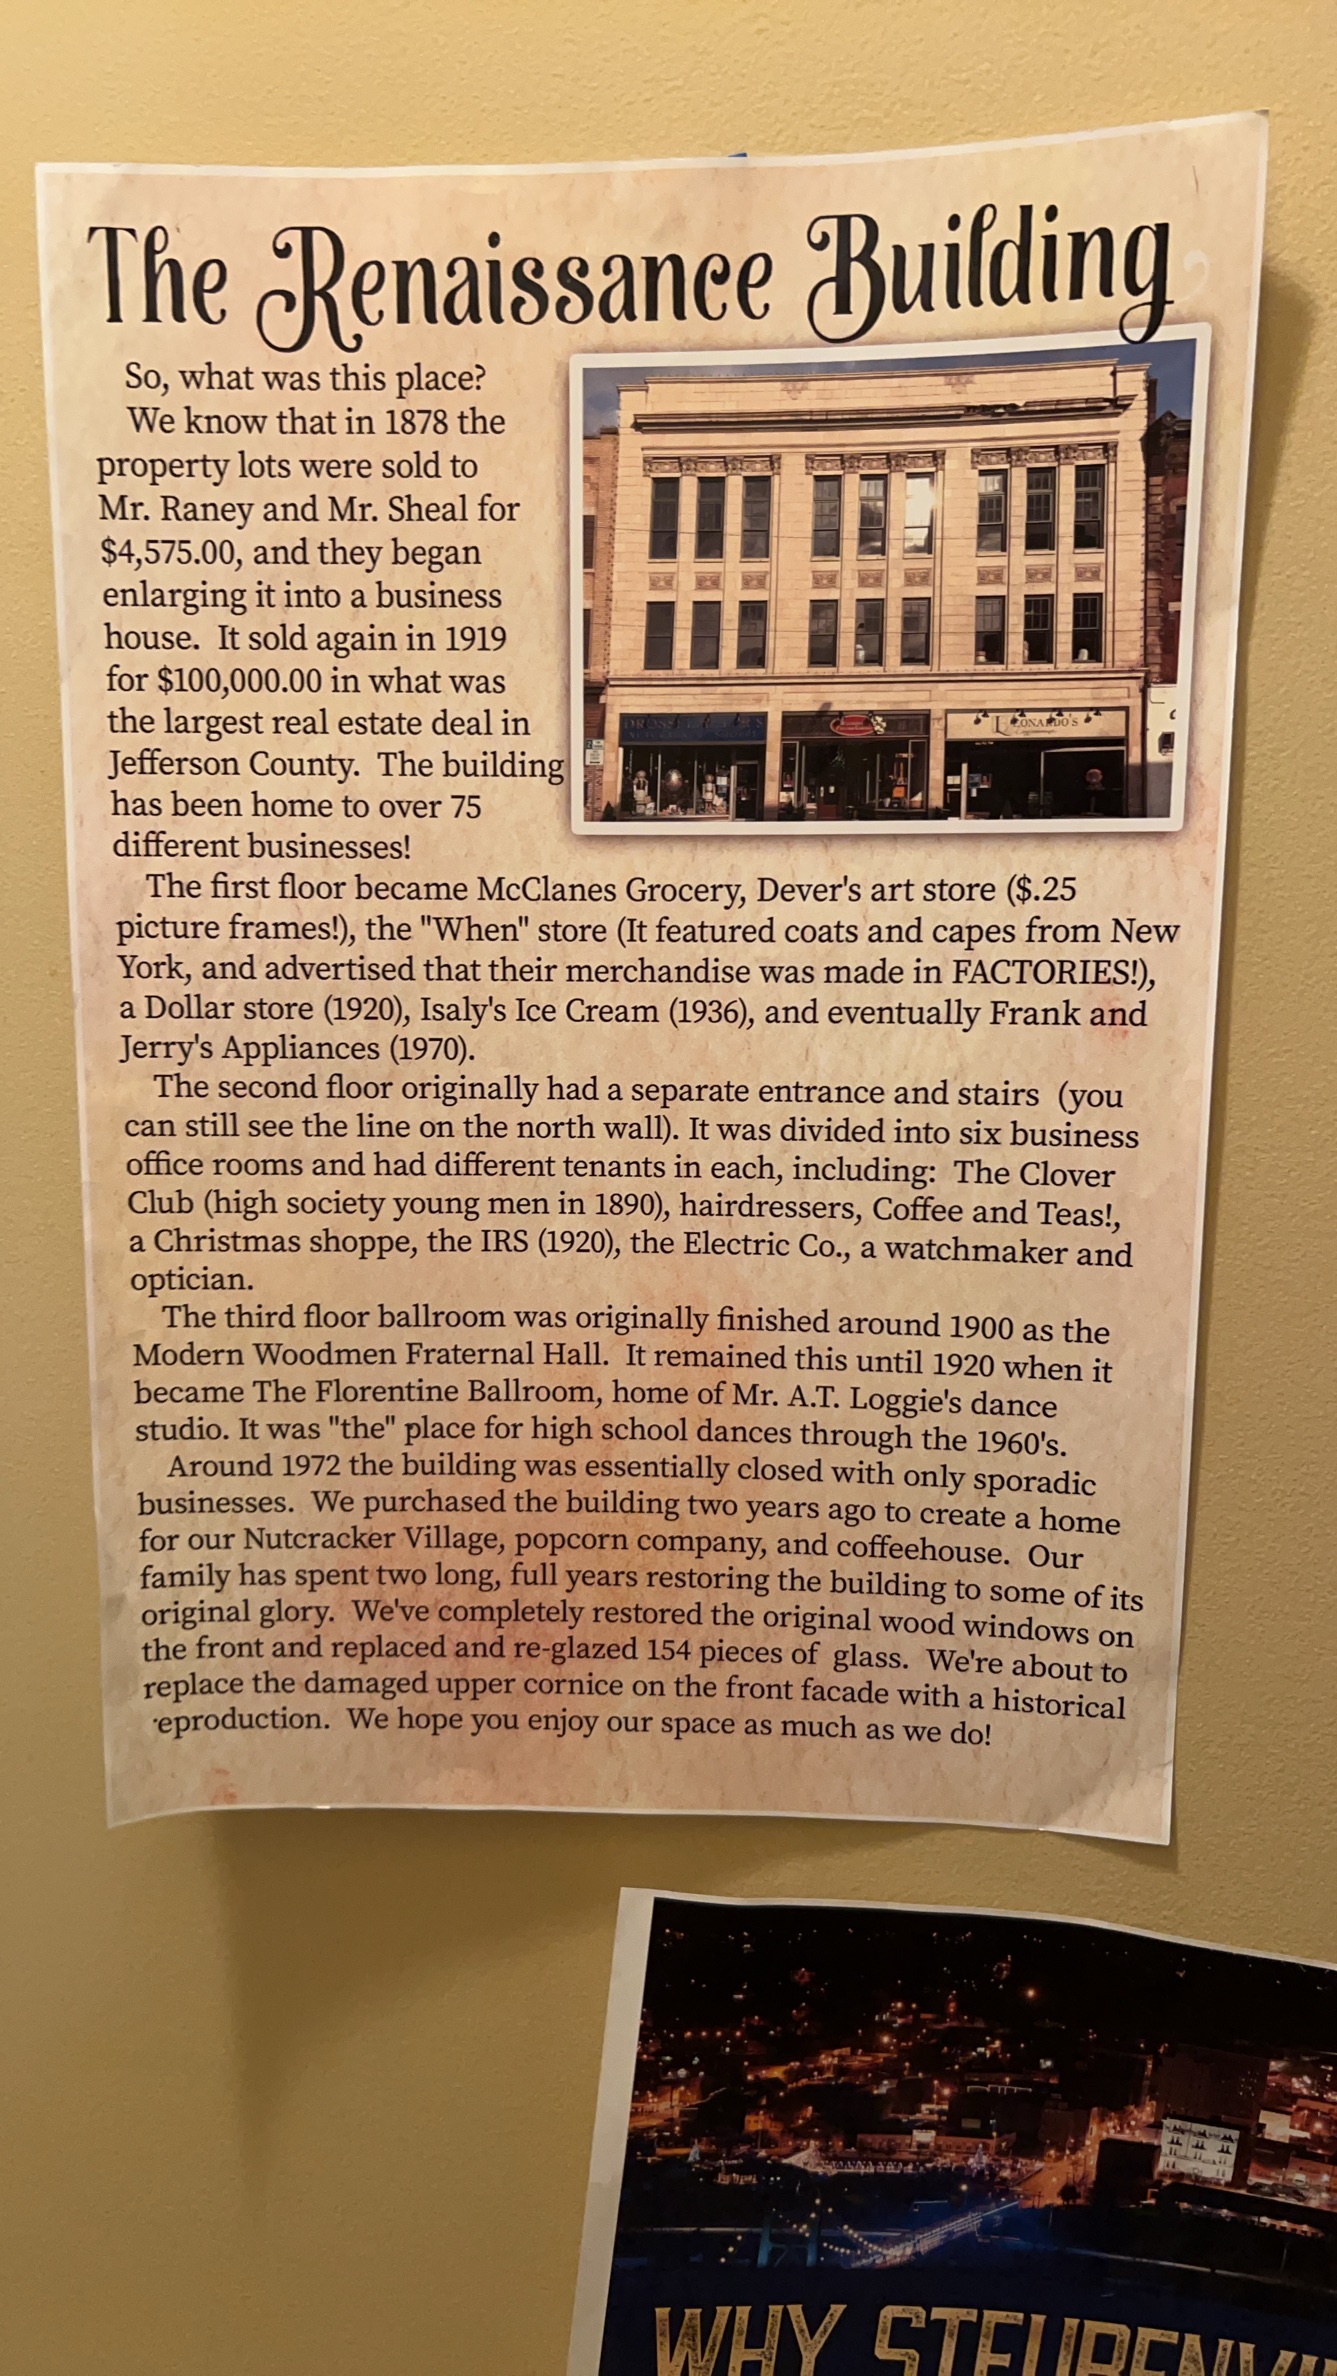 The Renaissance Building
So, what was this place?
We know that in 1878 the
property lots were sold to
Mr. Raney and Mr. Sheal for
$4,575.00, and they began
enlarging it into a business
house. It sold again in 1919
for $100,000.00 in what was
the largest real estate deal in
Jefferson County. The building
has been home to over 75
different businesses!
LEONARDO'S
The first floor became McClanes Grocery, Dever's art store ($.25
picture frames!), the "When" store (It featured coats and capes from New
York, and advertised that their merchandise was made in FACTORIES!),
a Dollar store (1920), Isaly's Ice Cream (1936), and eventually Frank and
Jerry's Appliances (1970).
The second floor originally had a separate entrance and stairs (you
can still see the line on the north wall). It was divided into six business
office rooms and had different tenants in each, including: The Clover
Club (high society young men in 1890), hairdressers, Coffee and Teas!,
a Christmas shoppe, the IRS (1920), the Electric Co., a watchmaker and
optician.
The third floor ballroom was originally finished around 1900 as the
Modern Woodmen Fraternal Hall. It remained this until 1920 when it
became The Florentine Ballroom, home of Mr. A.T. Loggie's dance
studio. It was "the" place for high school dances through the 1960's.
Around 1972 the building was essentially closed with only sporadic
businesses. We purchased the building two years ago to create a home
for our Nutcracker Village, popcorn company, and coffeehouse. Our
family has spent two long, full years restoring the building to some of its
original glory. We've completely restored the original wood windows on
the front and replaced and re-glazed 154 pieces of glass. We're about to
replace the damaged upper cornice on the front facade with a historical
eproduction. We hope you enjoy our space as much as we do!
WHY STEUBENVI